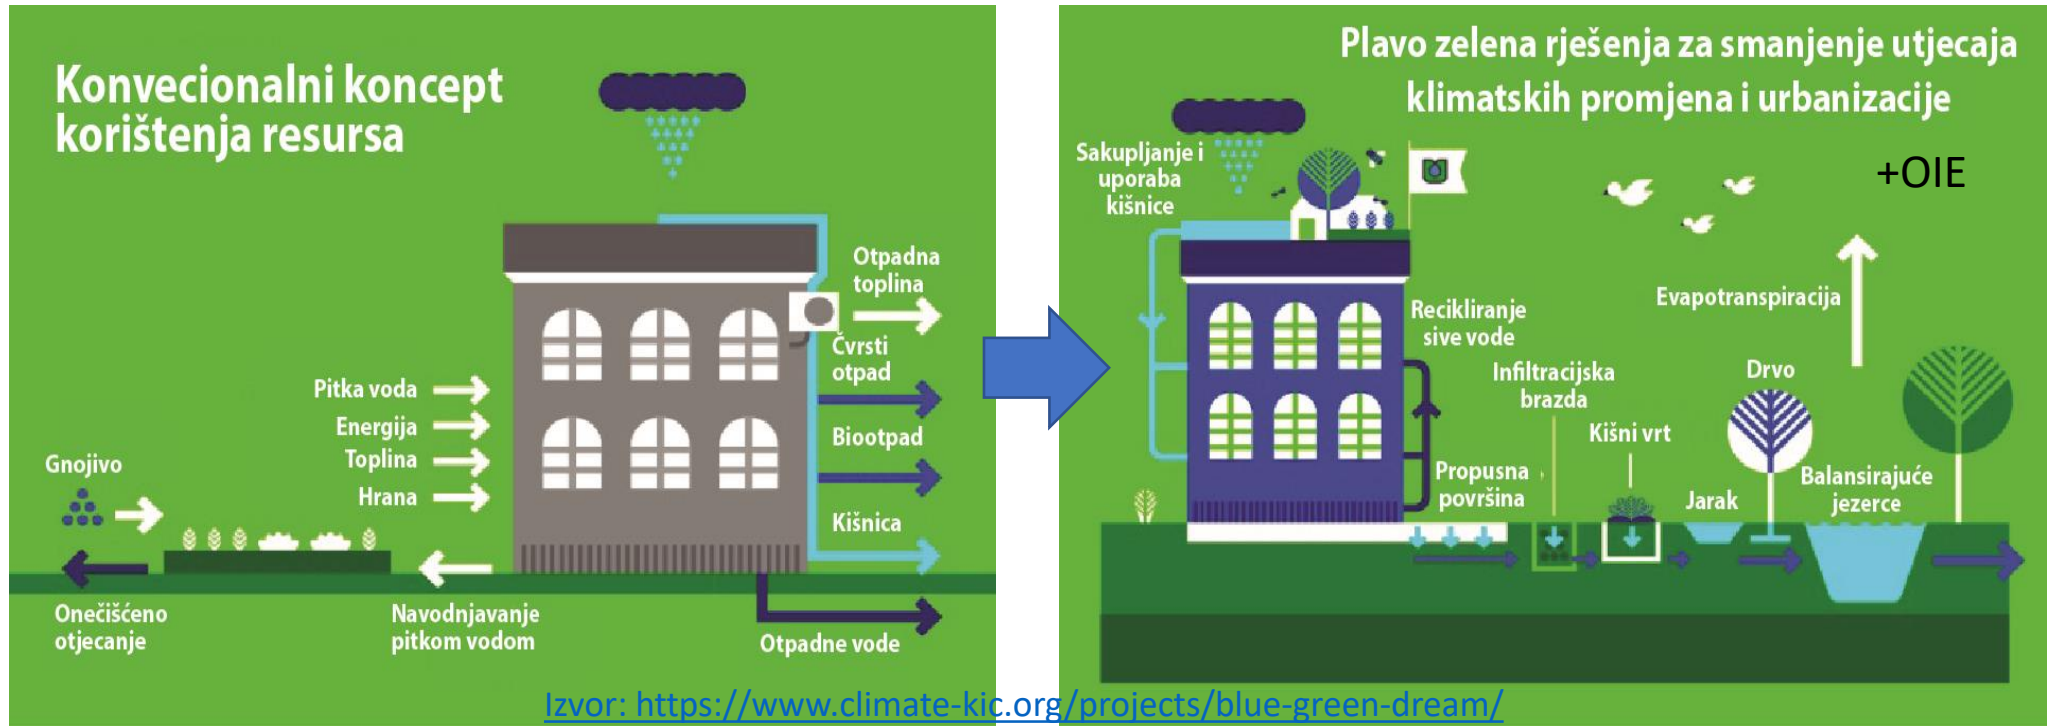 Konvecionalni koncept
korištenja resursa
Otpadna
toplina
Čvrsti
otpad
Pitka voda
Energija
Biootpad
Toplina
Gnojivo
Hrana
Kišnica
Onečišćeno
otjecanje
Navodnjavanje
pitkom vodom
Otpadne vode
Plavo zelena rješenja za smanjenje utjecaja
klimatskih promjena i urbanizacije
+OIE
Sakupljanje i
uporaba
kišnice
Evapotranspiracija
Recikliranje
sive vode
Infiltracijska
brazda
Drvo
Kišni vrt
Propusna
površina
Jarak
Balansirajuće
jezerce
Izvor: https://www.climate-kic.org/projects/blue-green-dream/